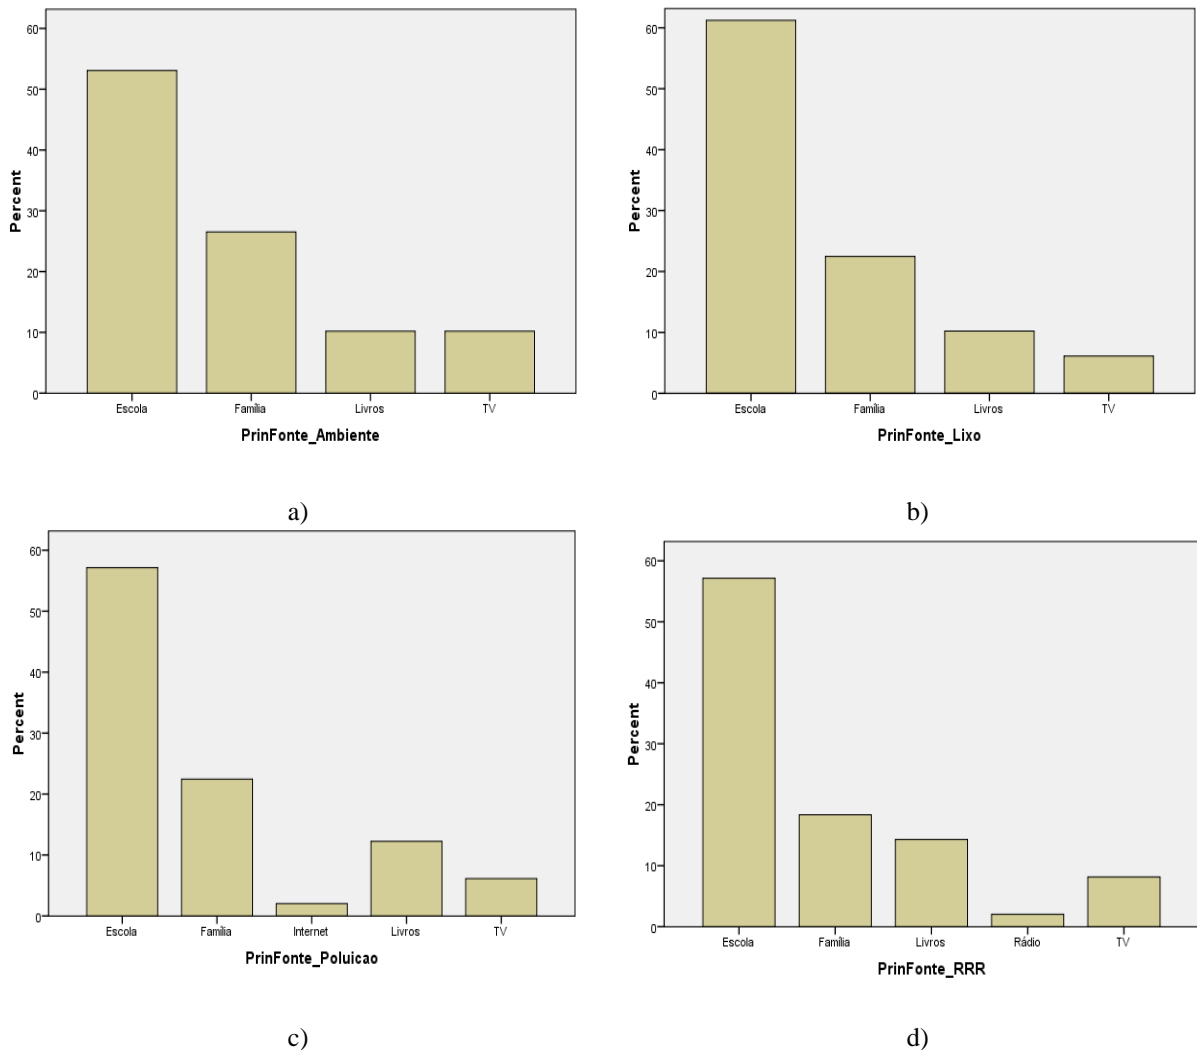 60
50
40
30
20
10
0
Percent
Escola Família Livros TV
PrinFonte_Ambiente
a)
60
50
40
30
20
10
0
Percent
Escola Família Livros TV
PrinFonte_Lixo
b)
60
50
40
30
20
10
0
Percent
Escola Família Internet Livros TV
PrinFonte_Poluicao
c)
60
50
40
30
20
10
0
Percent
Escola Família Livros Rádio TV
PrinFonte_RRR
d)